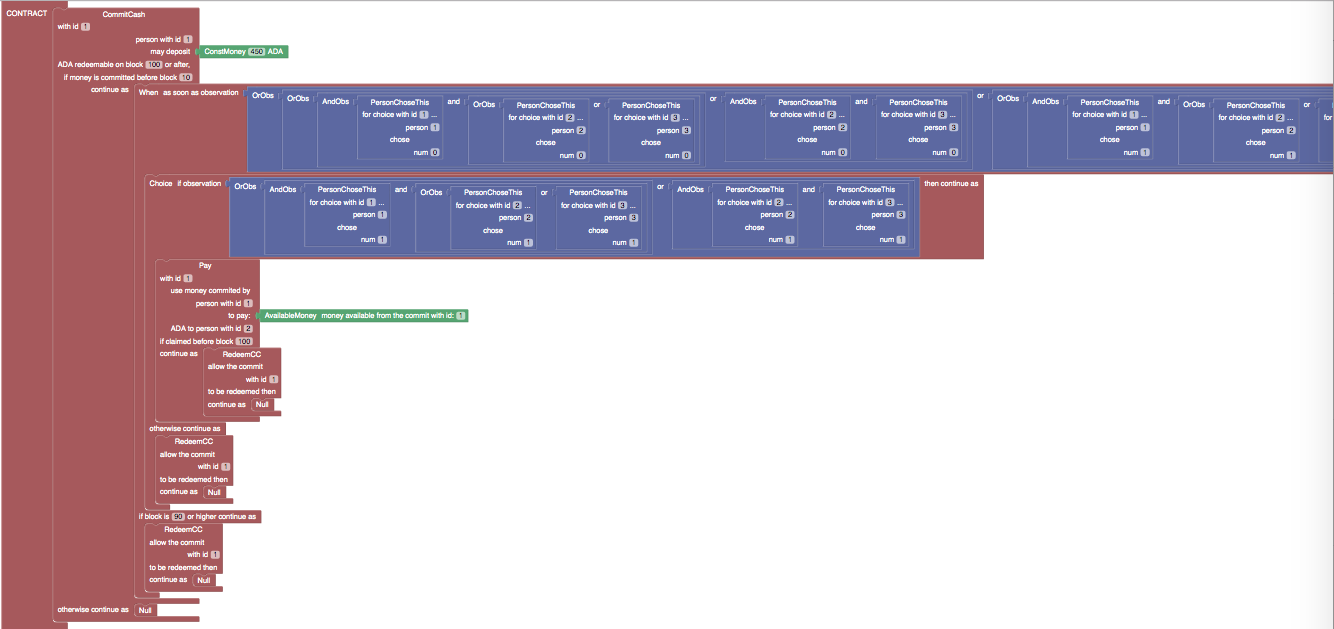 CONTRACT
CommitCash
with id 1
person with id 1
may deposit ConstMoney 450 ADA
ADA redeemable on block 100 or after,
if money is committed before block 10
continue as When as soon as observation OrObs OrObs AndObs PersonChoseThis and OrObs PersonChoseThis or PersonChoseThis or AndObs PersonChoseThis and PersonChoseThis or OrObs AndObs PersonChoseThis and OrObs PersonChoseThis or
for choice with id 1 ... for choice with id 2 ... for choice with id 3 ... for choice with id 2 ... for choice with id 3 ... for choice with id 1 ... for choice with id 2 ... for
person 1 person 2 person 3 person 2 person 3 person 1 person 2
chose chose chose chose chose chose chose
num 0 num 0 num 0 num 0 num 0 num 1 num 1
Choice if observation OrObs AndObs PersonChoseThis and OrObs PersonChoseThis or PersonChoseThis or AndObs PersonChoseThis and PersonChoseThis then continue as
for choice with id 1 ... for choice with id 2 ... for choice with id 3 ... for choice with id 2 ... for choice with id 3 ...
person 1 person 2 person 3 person 2 person 3
chose chose chose chose chose
num 1 num 1 num 1 num 1 num 1
Pay
with id 1
use money commited by
person with id 1
to pay: AvailableMoney money available from the commit with id: 1
ADA to person with id 2
if claimed before block 100
continue as RedeemCC
allow the commit
with id 1
to be redeemed then
continue as Null
otherwise continue as
RedeemCC
allow the commit
with id 1
to be redeemed then
continue as Null
if block is 90 or higher continue as
RedeemCC
allow the commit
with id 1
to be redeemed then
continue as Null
otherwise continue as Null